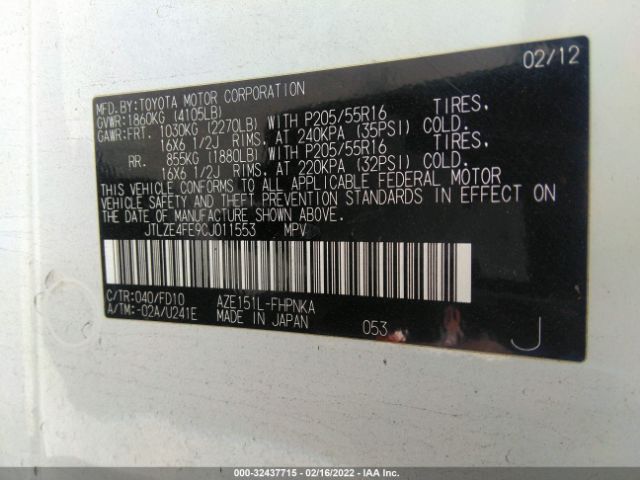 02/12
MFD.BY:TOYOTA MOTOR CORPORATION
GVWR:1860KG (4105LB)
GAWR:FRT. 1030KG (2270LB) WITH P205/55R16 TIRES,
16X6 1/2J RIMS, AT 240KPA (35PSI) COLD.
RR. 855KG (1880LB) WITH P205/55R16 TIRES,
16X6 1/2J RIMS, AT 220KPA (32PSI) COLD.
THIS VEHICLE CONFORMS TO ALL APPLICABLE FEDERAL MOTOR
VEHICLE SAFETY AND THEFT PREVENTION STANDARDS IN EFFECT ON
THE DATE OF MANUFACTURE SHOWN ABOVE.
JTLZE4FE9CJ011553 MPV
C/TR:040/FD10 AZE151L-FHPNKA
A/TM:-02A/U241E MADE IN JAPAN 053 J
000-32437715 - 02/16/2022 - IAA Inc.